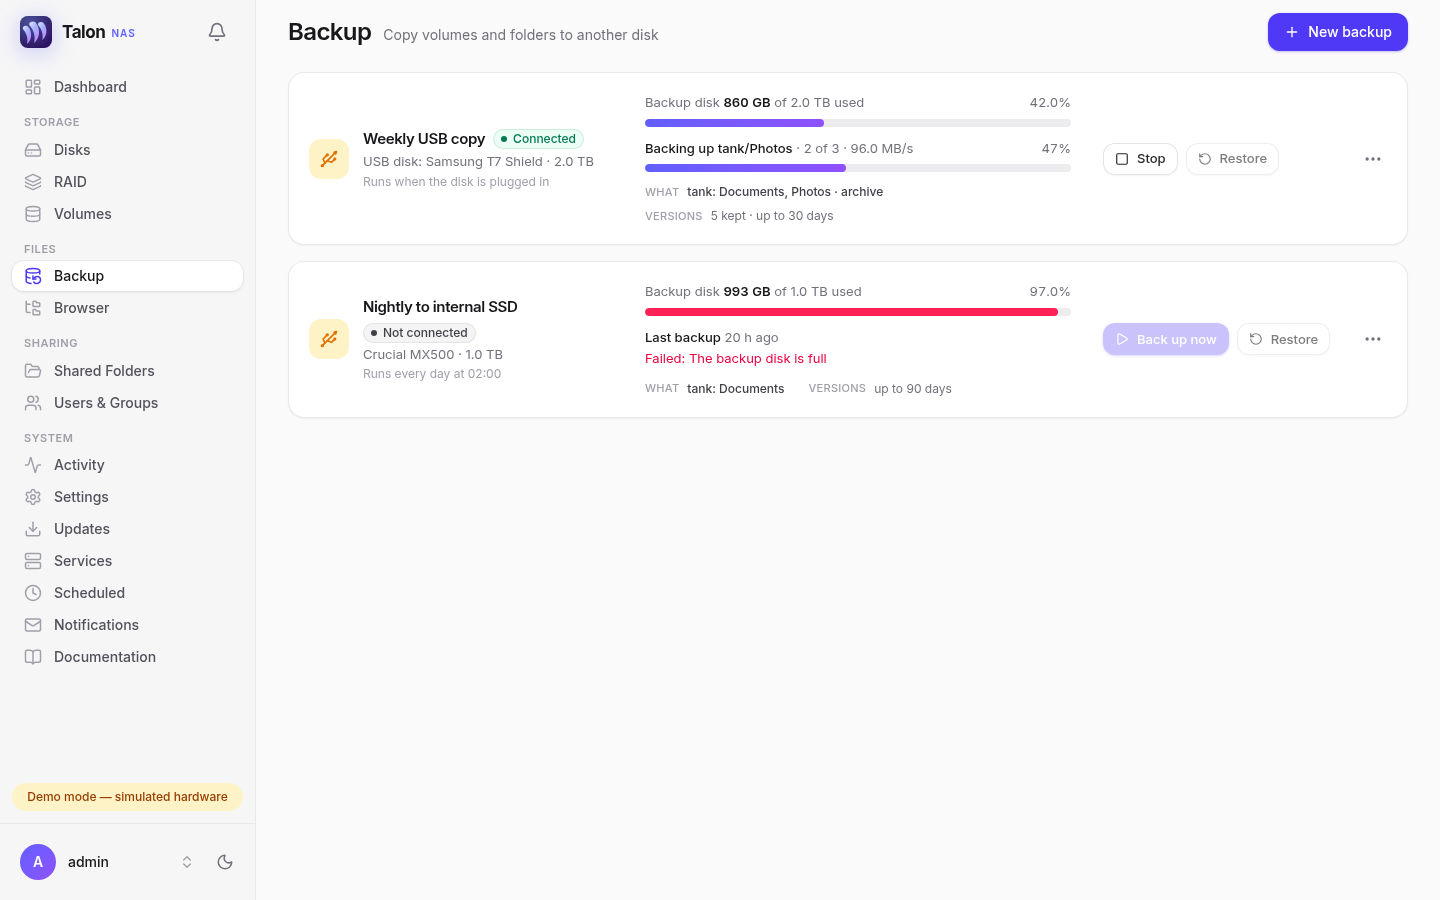 Talon NAS
Dashboard
STORAGE
Disks
RAID
Volumes
FILES
Backup
Browser
SHARING
Shared Folders
Users & Groups
SYSTEM
Activity
Settings
Updates
Services
Scheduled
Notifications
Documentation
Demo mode — simulated hardware
A admin
Backup Copy volumes and folders to another disk
New backup
Weekly USB copy Connected
USB disk: Samsung T7 Shield · 2.0 TB
Runs when the disk is plugged in
Backup disk 860 GB of 2.0 TB used 42.0%
Backing up tank/Photos · 2 of 3 · 96.0 MB/s 47%
WHAT tank: Documents, Photos · archive
VERSIONS 5 kept · up to 30 days
Stop Restore
Nightly to internal SSD
Not connected
Crucial MX500 · 1.0 TB
Runs every day at 02:00
Backup disk 993 GB of 1.0 TB used 97.0%
Last backup 20 h ago
Failed: The backup disk is full
WHAT tank: Documents VERSIONS up to 90 days
Back up now Restore